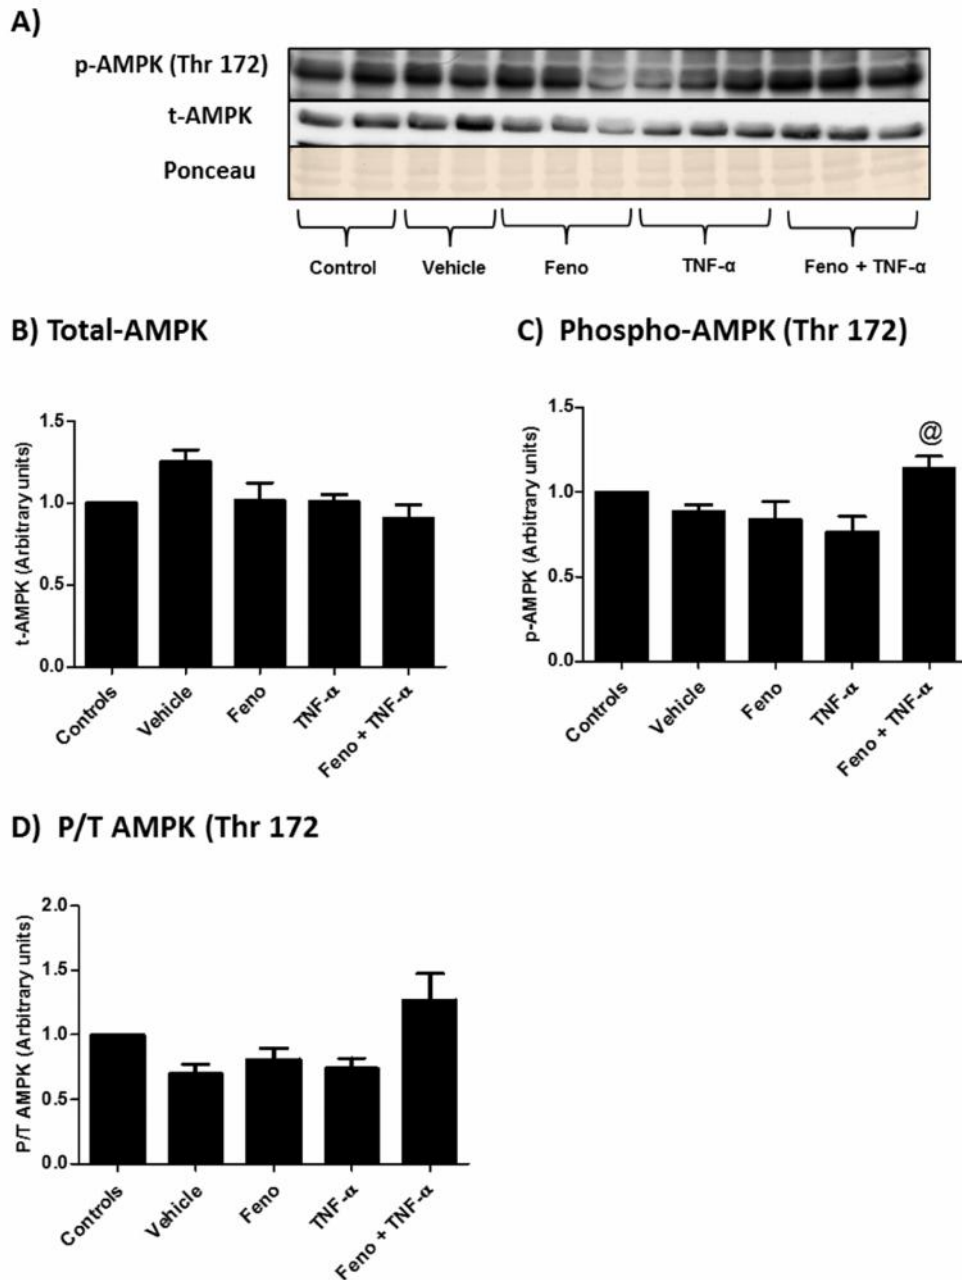 A)
p-AMPK (Thr 172)
t-AMPK
Ponceau
Control Vehicle Feno TNF-α Feno + TNF-α
B) Total-AMPK
t-AMPK (Arbitrary units)
1.5
1.0
0.5
0.0
Controls
Vehicle
Feno
TNF-α
Feno + TNF-α
C) Phospho-AMPK (Thr 172)
p-AMPK (Arbitrary units)
1.5
1.0
0.5
0.0
@
Controls
Vehicle
Feno
TNF-α
Feno + TNF-α
D) P/T AMPK (Thr 172
P/T AMPK (Arbitrary units)
2.0
1.5
1.0
0.5
0.0
Controls
Vehicle
Feno
TNF-α
Feno + TNF-α